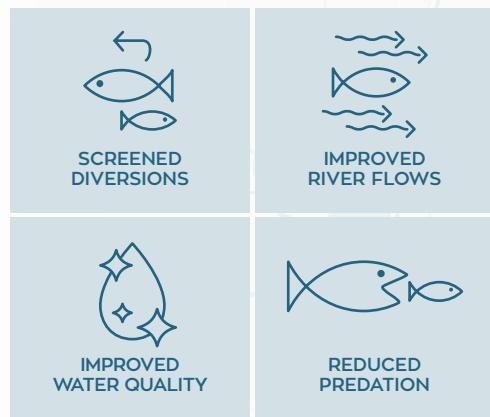 SCREENED
DIVERSIONS
IMPROVED
RIVER FLOWS
IMPROVED
WATER QUALITY
REDUCED
PREDATION